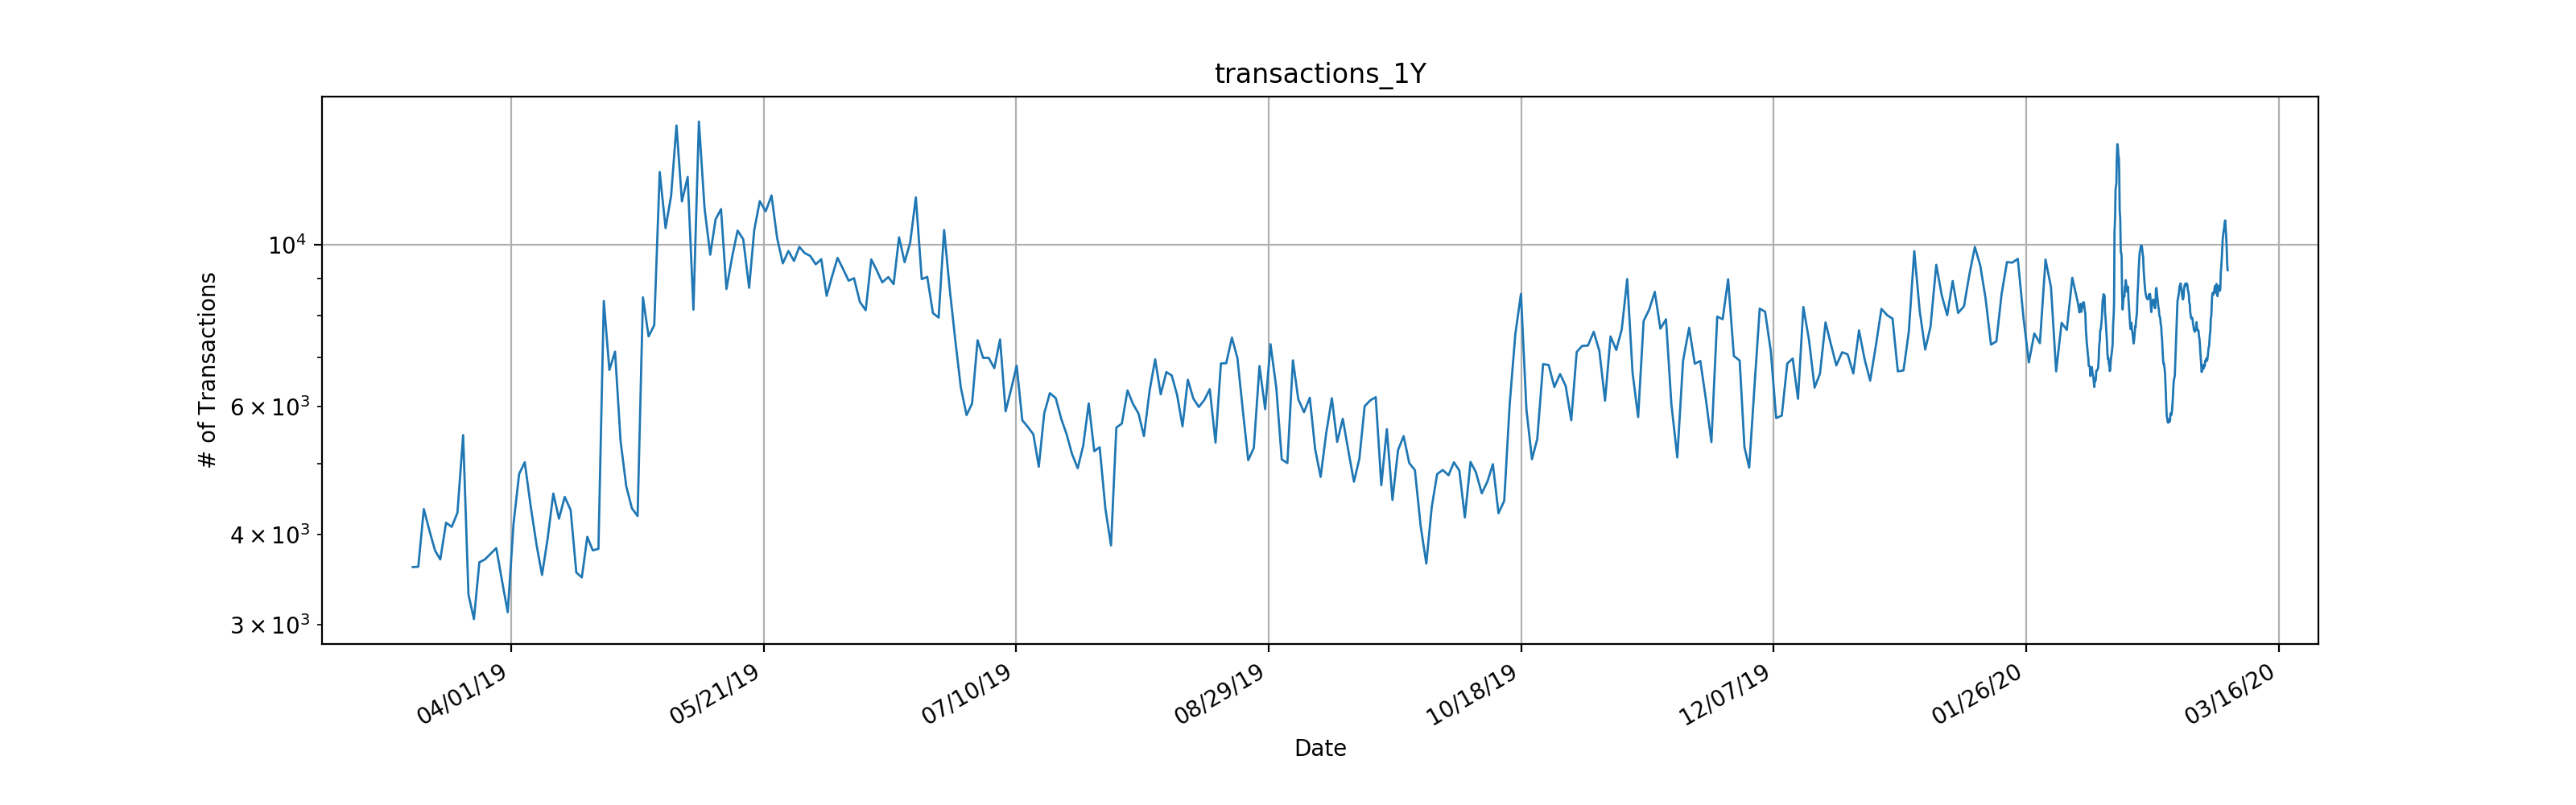 transactions_1Y
# of Transactions
10⁴
6 × 10³
4 × 10³
3 × 10³
04/01/19
05/21/19
07/10/19
08/29/19
10/18/19
12/07/19
01/26/20
03/16/20
Date